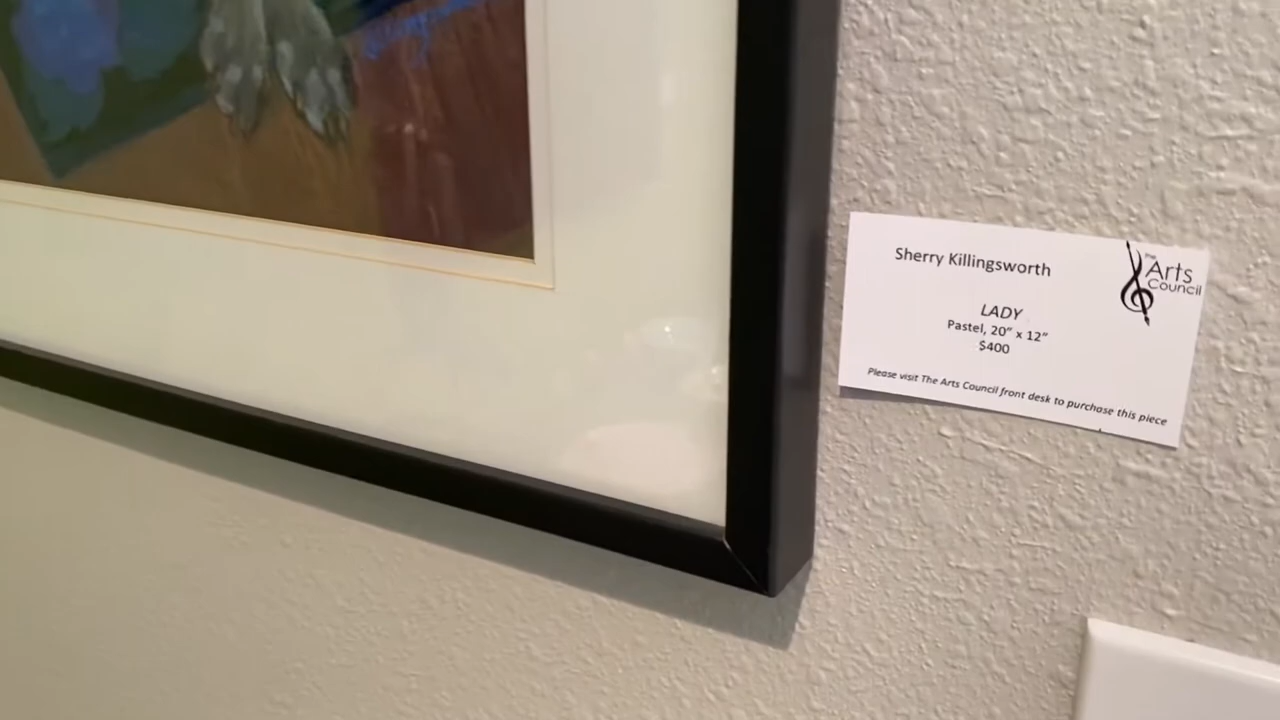 Sherry Killingsworth
The
Arts
Council
LADY
Pastel, 20” x 12”
$400
Please visit The Arts Council front desk to purchase this piece